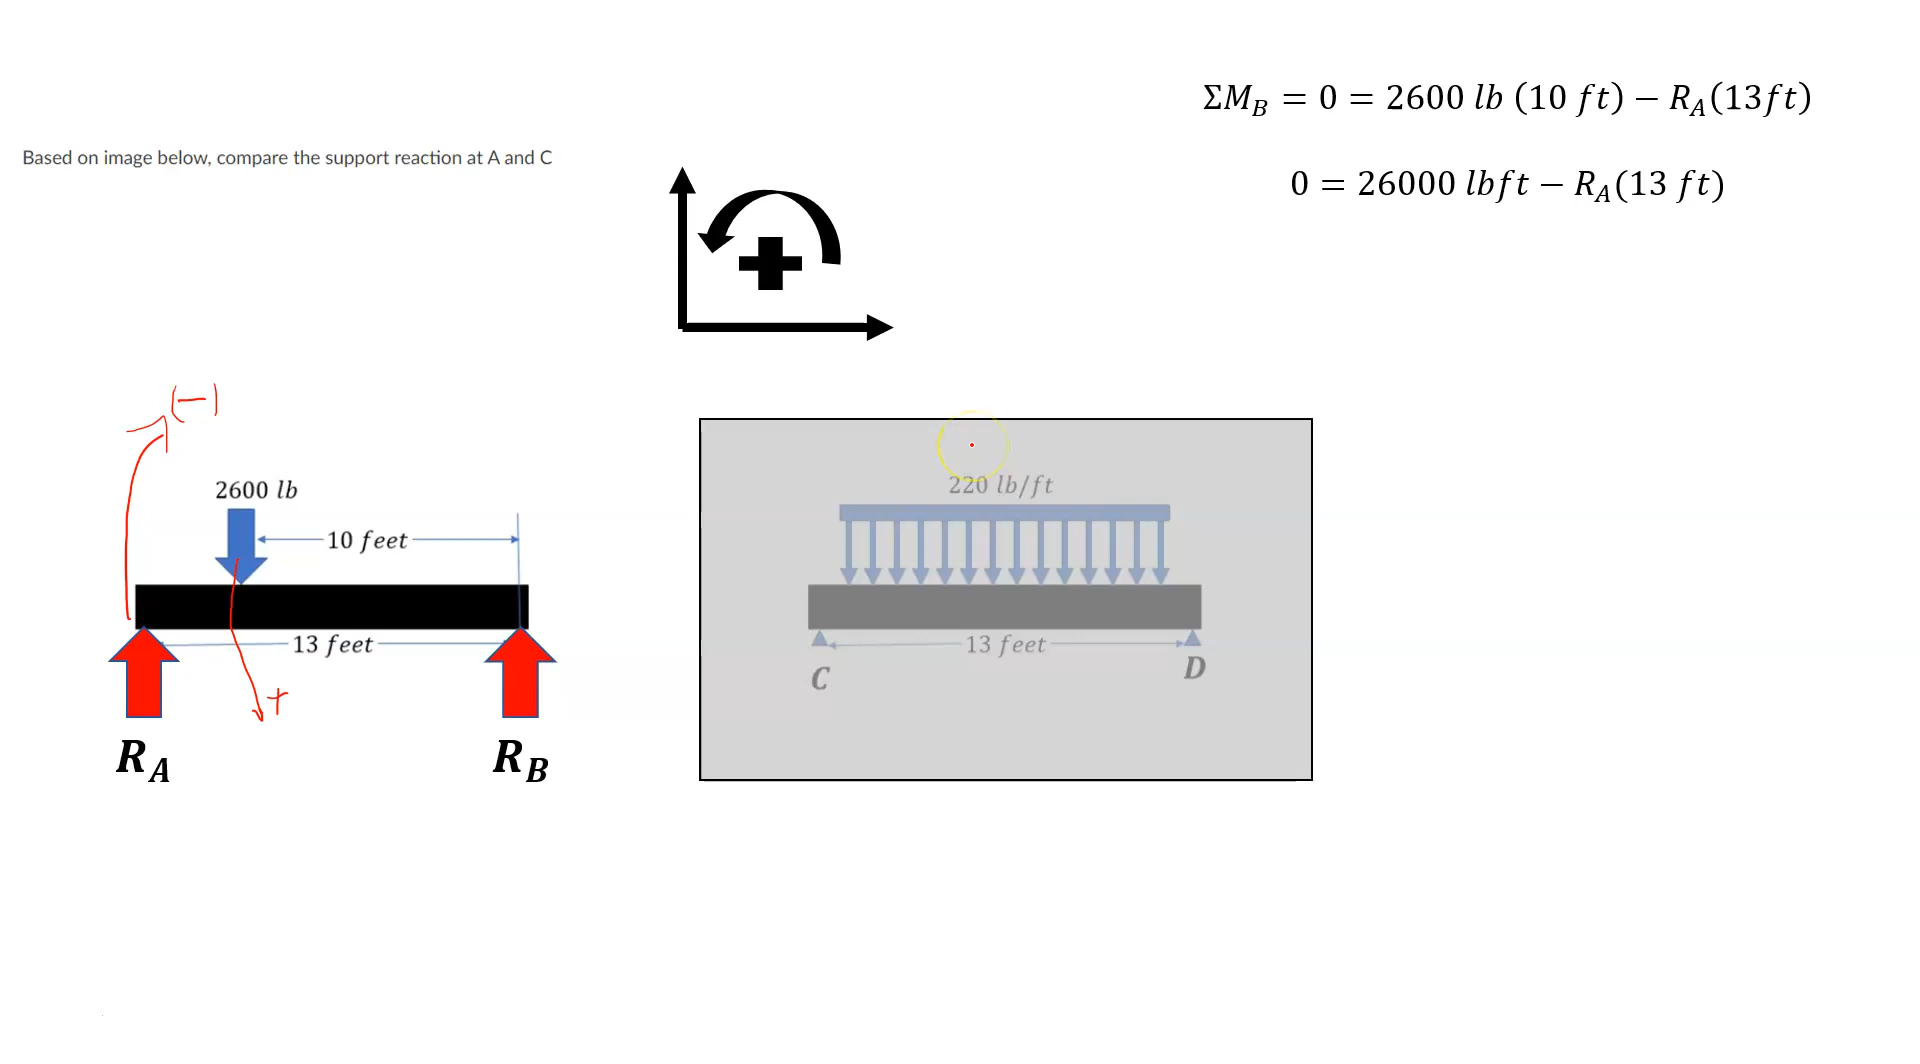 ΣM_B = 0 = 2600 lb (10 ft) − R_A(13ft)
Based on image below, compare the support reaction at A and C
0 = 26000 lbft − R_A(13 ft)
(−)
2600 lb
10 feet
13 feet
+
R_A
R_B
220 lb/ft
13 feet
C
D